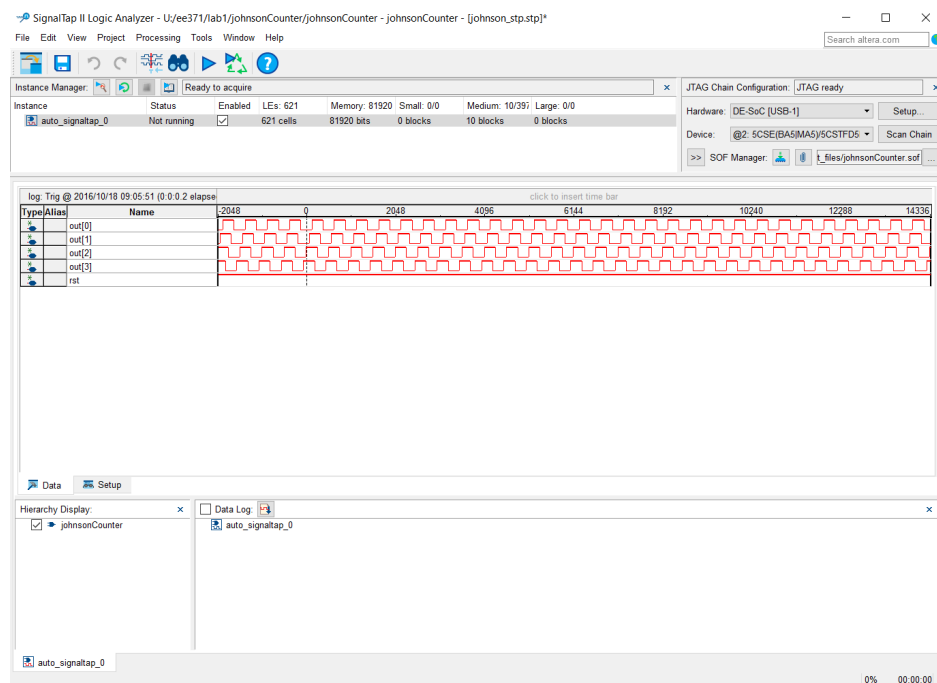 SignalTap II Logic Analyzer - U:/ee371/lab1/johnsonCounter/johnsonCounter - johnsonCounter - [johnson_stp.stp]*
File Edit View Project Processing Tools Window Help
Search altera.com
Instance Manager: Ready to acquire
JTAG Chain Configuration: JTAG ready
Instance Status Enabled LEs: 621 Memory: 81920 Small: 0/0 Medium: 10/397 Large: 0/0
auto_signaltap_0 Not running 621 cells 81920 bits 0 blocks 10 blocks 0 blocks
Hardware: DE-SoC [USB-1] Setup...
Device: @2: 5CSE(BA5|MA5)/5CSTFD5 Scan Chain
>> SOF Manager: t_files/johnsonCounter.sof ...
log: Trig @ 2016/10/18 09:05:51 (0:0:0.2 elapse click to insert time bar
Type Alias Name -2048 0 2048 4096 6144 8192 10240 12288 14336
out[0]
out[1]
out[2]
out[3]
rst
Data Setup
Hierarchy Display: Data Log:
johnsonCounter auto_signaltap_0
auto_signaltap_0
0% 00:00:00